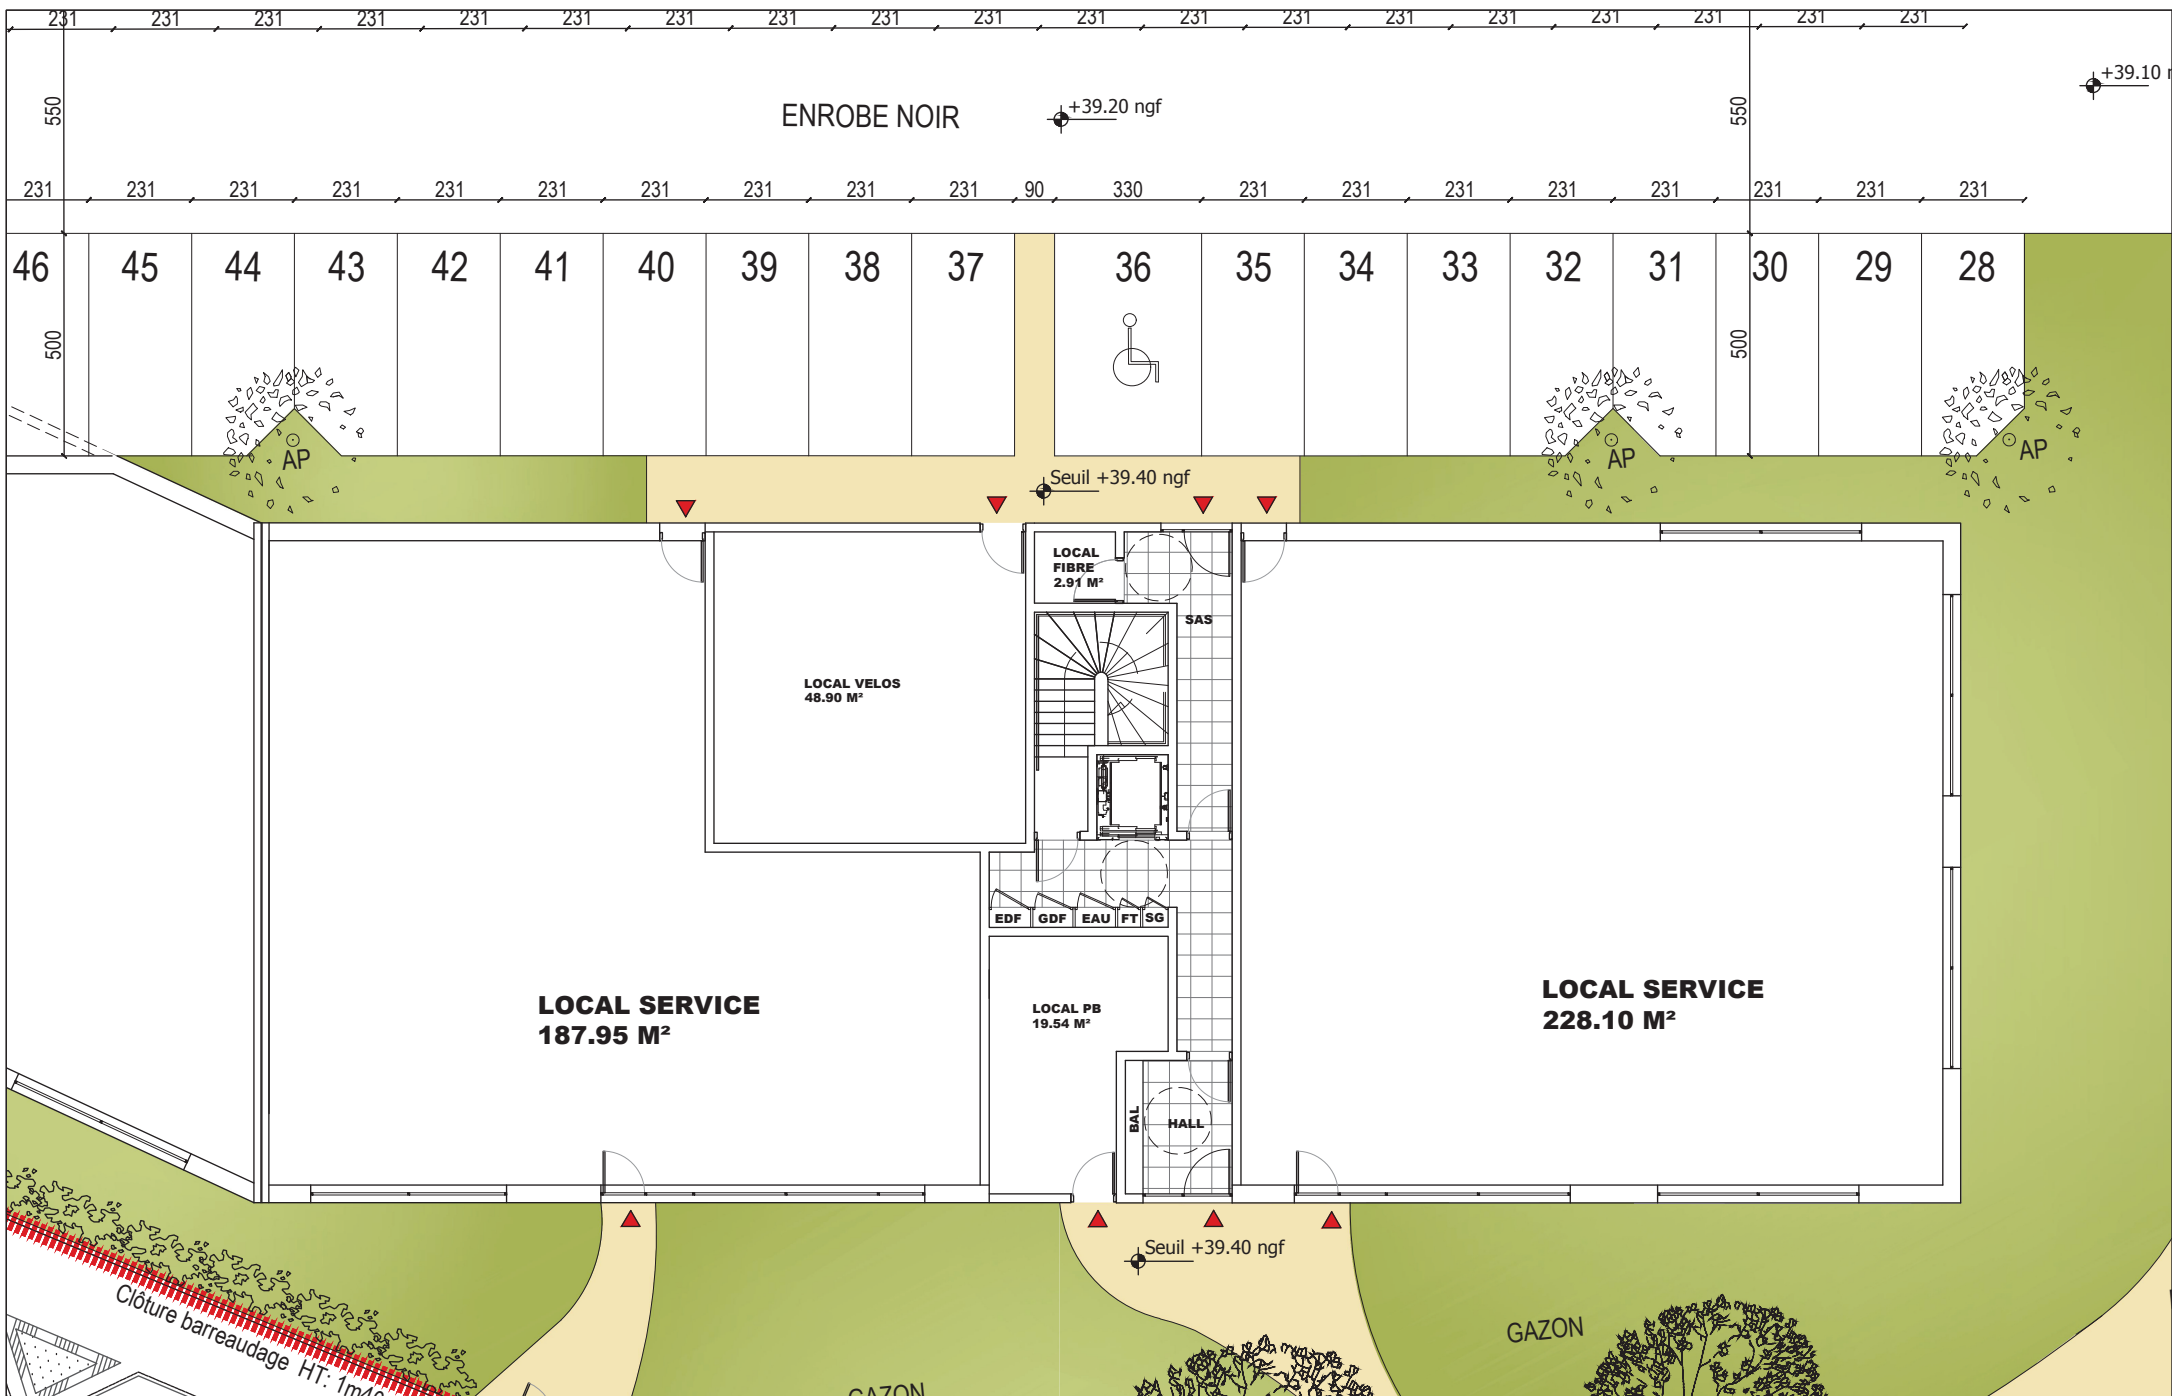 231 231 231 231 231 231 231 231 231 231 231 231 231 231 231 231 231 231 231
+39.10
550
ENROBE NOIR
+39.20 ngf
550
231 231 231 231 231 231 231 231 231 231 90 330 231 231 231 231 231 231 231 231
46 45 44 43 42 41 40 39 38 37 36 35 34 33 32 31 30 29 28
500
500
AP
AP
AP
Seuil +39.40 ngf
LOCAL
FIBRE
2.91 M²
SAS
LOCAL VELOS
48.90 M²
EDF GDF EAU FT SG
LOCAL SERVICE
187.95 M²
LOCAL PB
19.54 M²
LOCAL SERVICE
228.10 M²
BAL
HALL
Seuil +39.40 ngf
Clôture barreaudage HT: 1m40
GAZON
GAZON